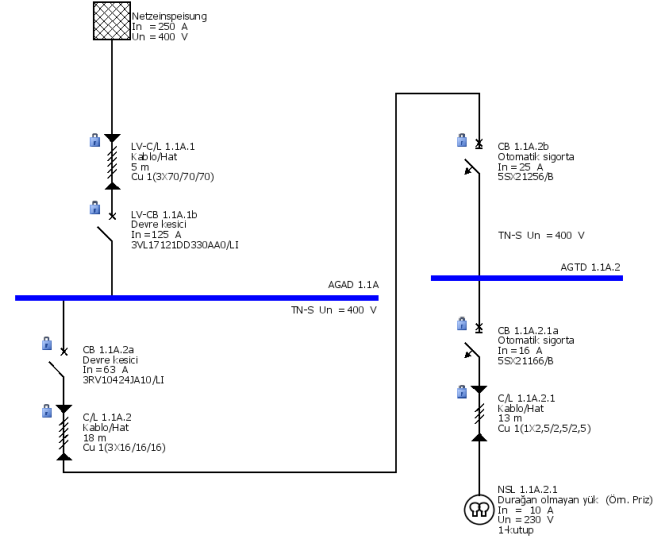 Netzeinspeisung
In = 250 A
Un = 400 V
LV-C/L 1.1A.1
Kablo/Hat
5 m
Cu 1(3X70/70/70)
LV-CB 1.1A.1b
Devre kesici
In = 125 A
3VL17121DD330AA0/LI
AGAD 1.1A
TN-S Un = 400 V
CB 1.1A.2a
Devre kesici
In = 63 A
3RV10424JA10/LI
C/L 1.1A.2
Kablo/Hat
18 m
Cu 1(3X16/16/16)
CB 1.1A.2b
Otomatik sigorta
In = 25 A
5SX21256/B
TN-S Un = 400 V
AGTD 1.1A.2
CB 1.1A.2.1a
Otomatik sigorta
In = 16 A
5SX21166/B
C/L 1.1A.2.1
Kablo/Hat
13 m
Cu 1(1X2,5/2,5/2,5)
NSL 1.1A.2.1
Durağan olmayan yük (Örn. Priz)
In = 10 A
Un = 230 V
1-kutup